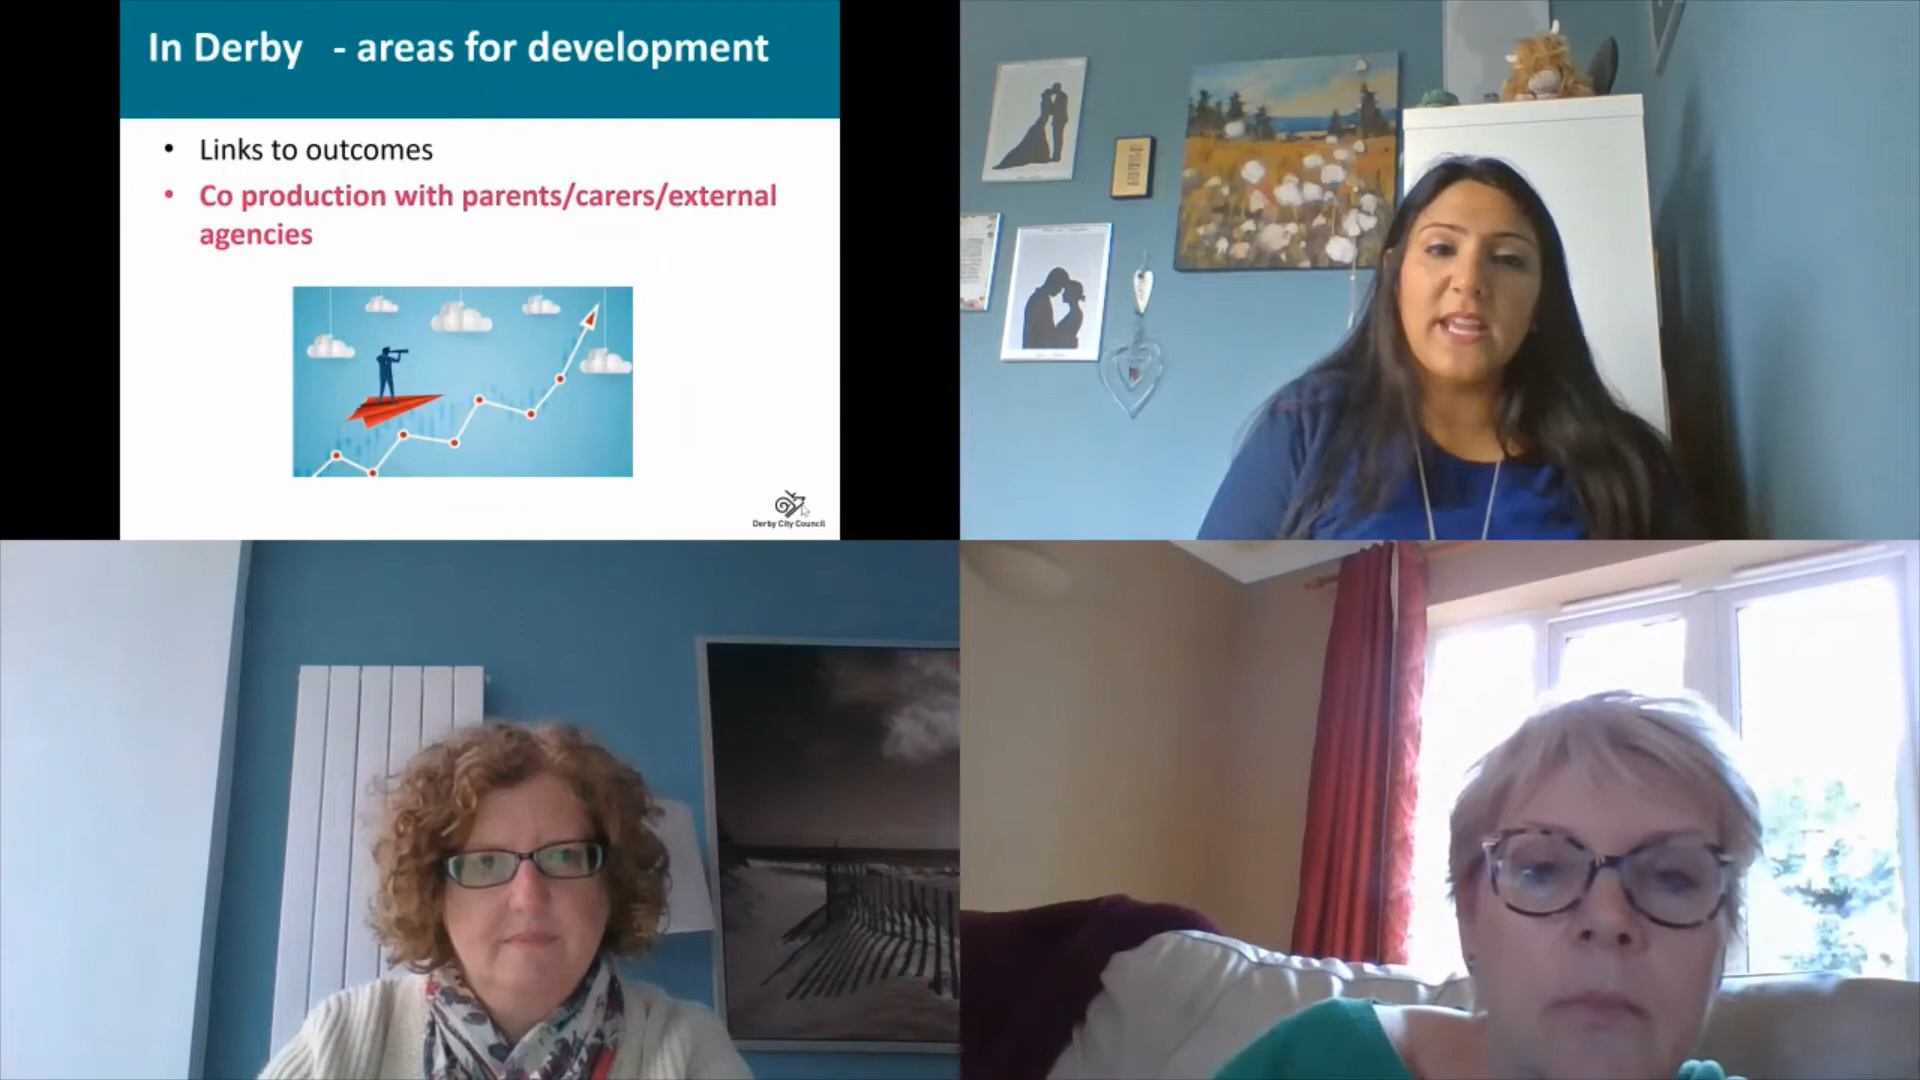 In Derby - areas for development
• Links to outcomes
• Co production with parents/carers/external
agencies
Derby City Council